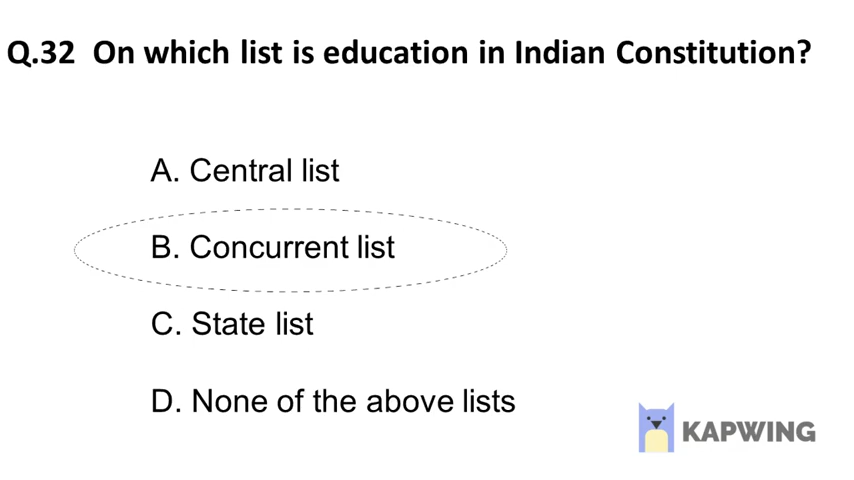 Q.32 On which list is education in Indian Constitution?
A. Central list
B. Concurrent list
C. State list
D. None of the above lists
KAPWING